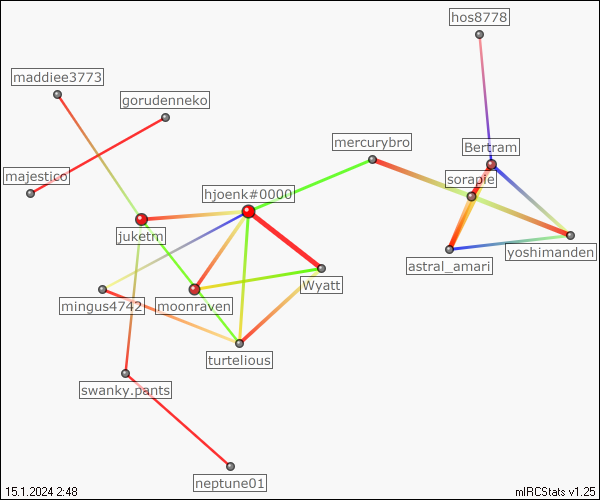 hos8778
maddiee3773
gorudenneko
mercurybro
Bertram
majestico
sorapie
hjoenk#0000
juketm
yoshimanden
astral_amari
Wyatt
mingus4742
moonraven
turtelious
swanky.pants
neptune01
15.1.2024 2:48
mIRCStats v1.25